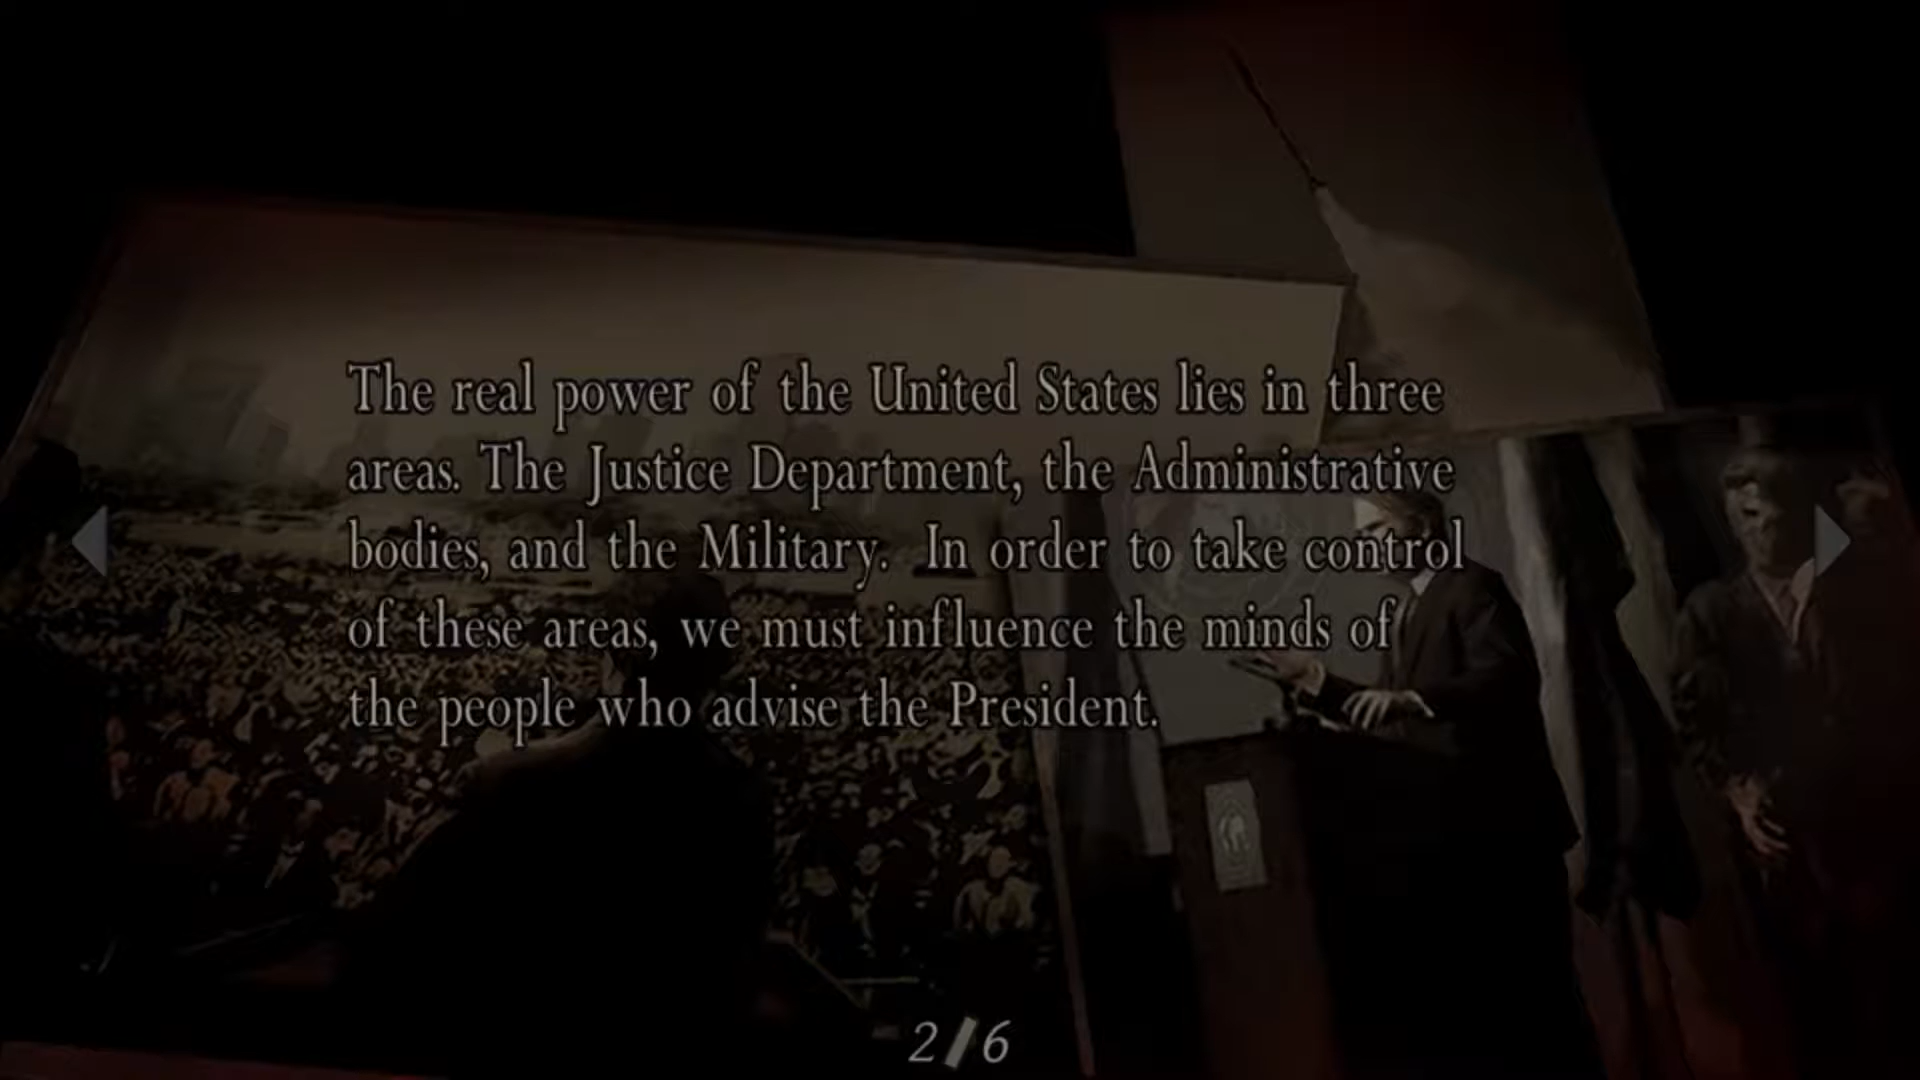 The real power of the United States lies in three
areas. The Justice Department, the Administrative
bodies, and the Military. In order to take control
of these areas, we must influence the minds of
the people who advise the President.
2/6